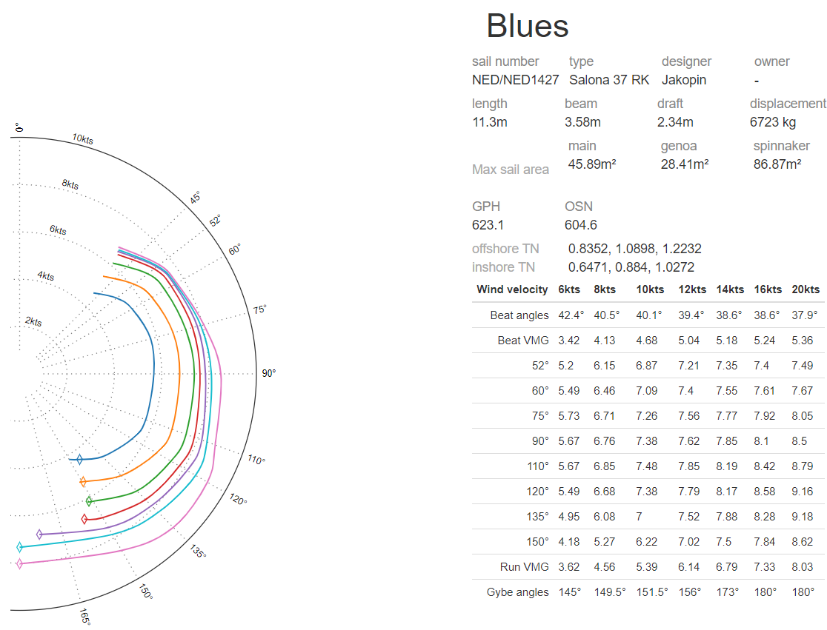 Blues
sail number type designer owner
NED/NED1427 Salona 37 RK Jakopin -
length beam draft displacement
11.3m 3.58m 2.34m 6723 kg
main genoa spinnaker
Max sail area 45.89m² 28.41m² 86.87m²
GPH OSN
623.1 604.6
offshore TN 0.8352, 1.0898, 1.2232
inshore TN 0.6471, 0.884, 1.0272
Wind velocity 6kts 8kts 10kts 12kts 14kts 16kts 20kts
Beat angles 42.4° 40.5° 40.1° 39.4° 38.6° 38.6° 37.9°
Beat VMG 3.42 4.13 4.68 5.04 5.18 5.24 5.36
52° 5.2 6.15 6.87 7.21 7.35 7.4 7.49
60° 5.49 6.46 7.09 7.4 7.55 7.61 7.67
75° 5.73 6.71 7.26 7.56 7.77 7.92 8.05
90° 5.67 6.76 7.38 7.62 7.85 8.1 8.5
110° 5.67 6.85 7.48 7.85 8.19 8.42 8.79
120° 5.49 6.68 7.38 7.79 8.17 8.58 9.16
135° 4.95 6.08 7 7.52 7.88 8.28 9.18
150° 4.18 5.27 6.22 7.02 7.5 7.84 8.62
Run VMG 3.62 4.56 5.39 6.14 6.79 7.33 8.03
Gybe angles 145° 149.5° 151.5° 156° 173° 180° 180°
0°
10kts
8kts
6kts
4kts
2kts
45°
52°
60°
75°
90°
110°
120°
135°
150°
165°